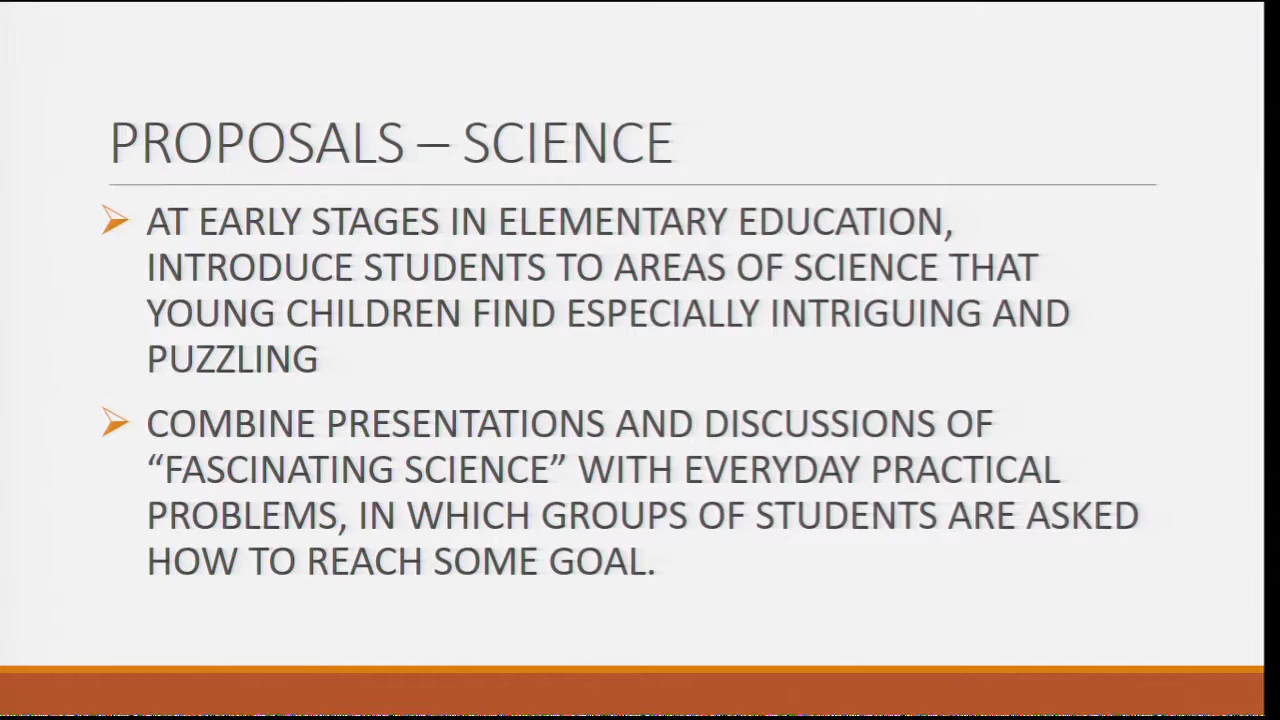 PROPOSALS – SCIENCE
AT EARLY STAGES IN ELEMENTARY EDUCATION,
INTRODUCE STUDENTS TO AREAS OF SCIENCE THAT
YOUNG CHILDREN FIND ESPECIALLY INTRIGUING AND
PUZZLING
COMBINE PRESENTATIONS AND DISCUSSIONS OF
“FASCINATING SCIENCE” WITH EVERYDAY PRACTICAL
PROBLEMS, IN WHICH GROUPS OF STUDENTS ARE ASKED
HOW TO REACH SOME GOAL.